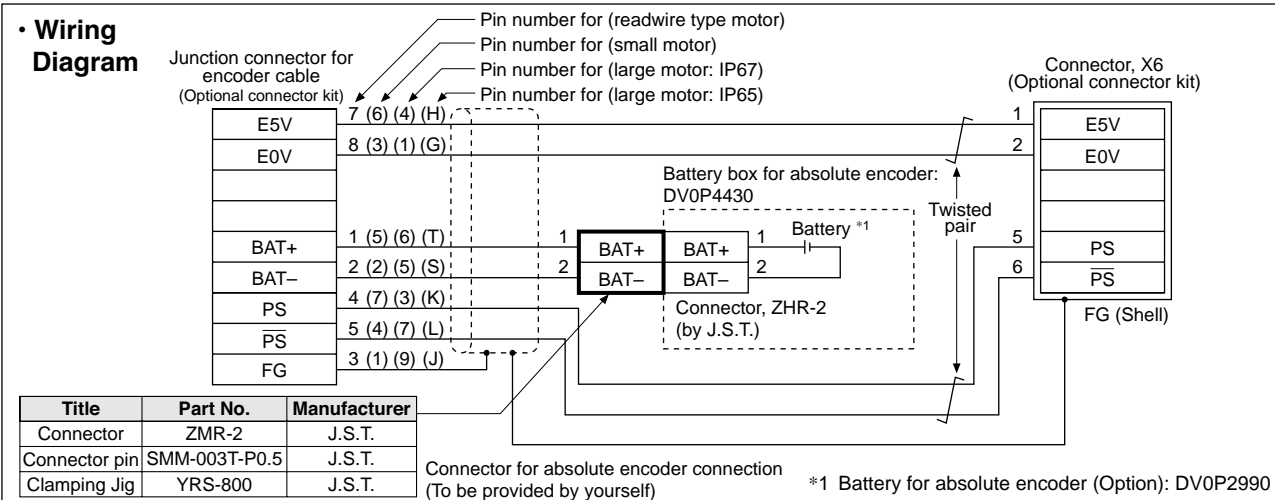 · Wiring Diagram
Pin number for (readwire type motor)
Pin number for (small motor)
Pin number for (large motor: IP67)
Pin number for (large motor: IP65)
Junction connector for
encoder cable
(Optional connector kit)
Connector, X6
(Optional connector kit)
E5V
7 (6) (4) (H)
1
E5V
E0V
8 (3) (1) (G)
2
E0V
Battery box for absolute encoder:
DV0P4430
Twisted
pair
Battery *1
BAT+
1 (5) (6) (T)
1
BAT+
BAT+
1
5
PS
BAT–
2 (2) (5) (S)
2
BAT–
BAT–
2
6
P̅S̅
PS
4 (7) (3) (K)
Connector, ZHR-2
(by J.S.T.)
FG (Shell)
P̅S̅
5 (4) (7) (L)
FG
3 (1) (9) (J)
Title Part No. Manufacturer
Connector ZMR-2 J.S.T.
Connector pin SMM-003T-P0.5 J.S.T.
Clamping Jig YRS-800 J.S.T.
Connector for absolute encoder connection
(To be provided by yourself)
*1 Battery for absolute encoder (Option): DV0P2990